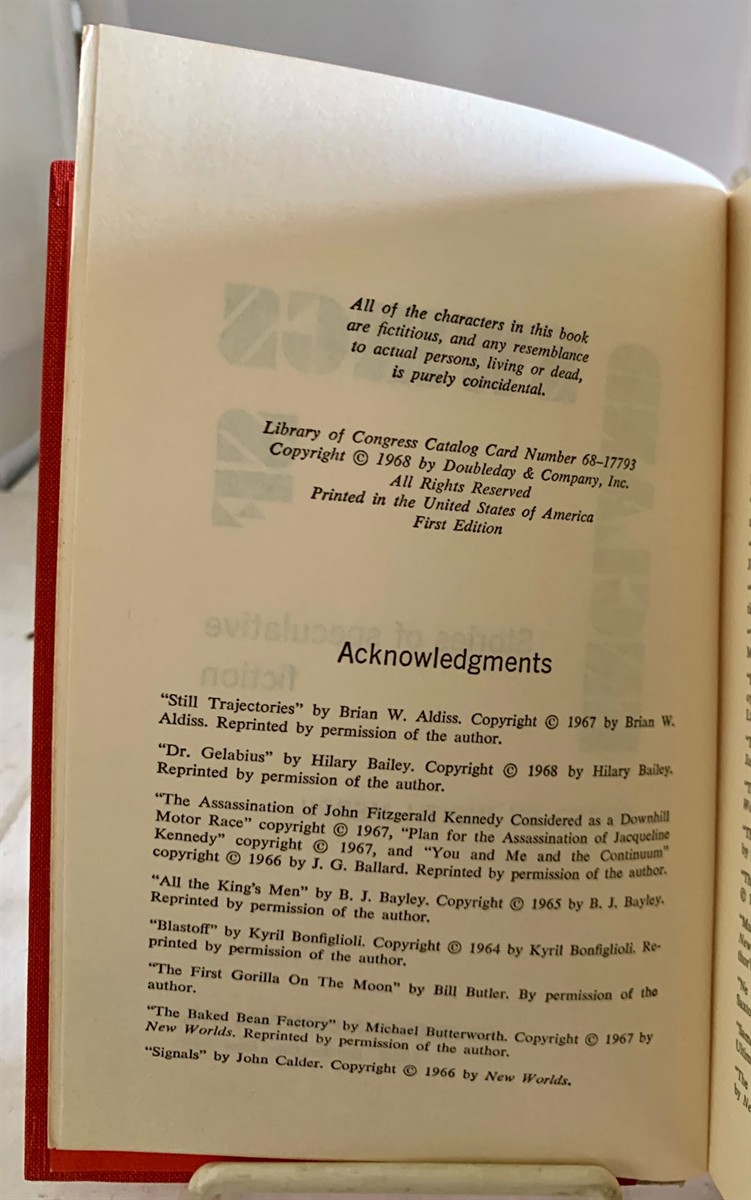 All of the characters in this book
are fictitious, and any resemblance
to actual persons, living or dead,
is purely coincidental.
Library of Congress Catalog Card Number 68–17793
Copyright © 1968 by Doubleday & Company, Inc.
All Rights Reserved
Printed in the United States of America
First Edition
Stories of speculative
fiction
Acknowledgments
“Still Trajectories” by Brian W. Aldiss. Copyright © 1967 by Brian W.
Aldiss. Reprinted by permission of the author.
“Dr. Gelabius” by Hilary Bailey. Copyright © 1968 by Hilary Bailey.
Reprinted by permission of the author.
“The Assassination of John Fitzgerald Kennedy Considered as a Downhill
Motor Race” copyright © 1967, “Plan for the Assassination of Jacqueline
Kennedy” copyright © 1967, and “You and Me and the Continuum”
copyright © 1966 by J. G. Ballard. Reprinted by permission of the author.
“All the King's Men” by B. J. Bayley. Copyright © 1965 by B. J. Bayley.
Reprinted by permission of the author.
“Blastoff” by Kyril Bonfiglioli. Copyright © 1964 by Kyril Bonfiglioli. Re-
printed by permission of the author.
“The First Gorilla On The Moon” by Bill Butler. By permission of the
author.
“The Baked Bean Factory” by Michael Butterworth. Copyright © 1967 by
New Worlds. Reprinted by permission of the author.
“Signals” by John Calder. Copyright © 1966 by New Worlds.